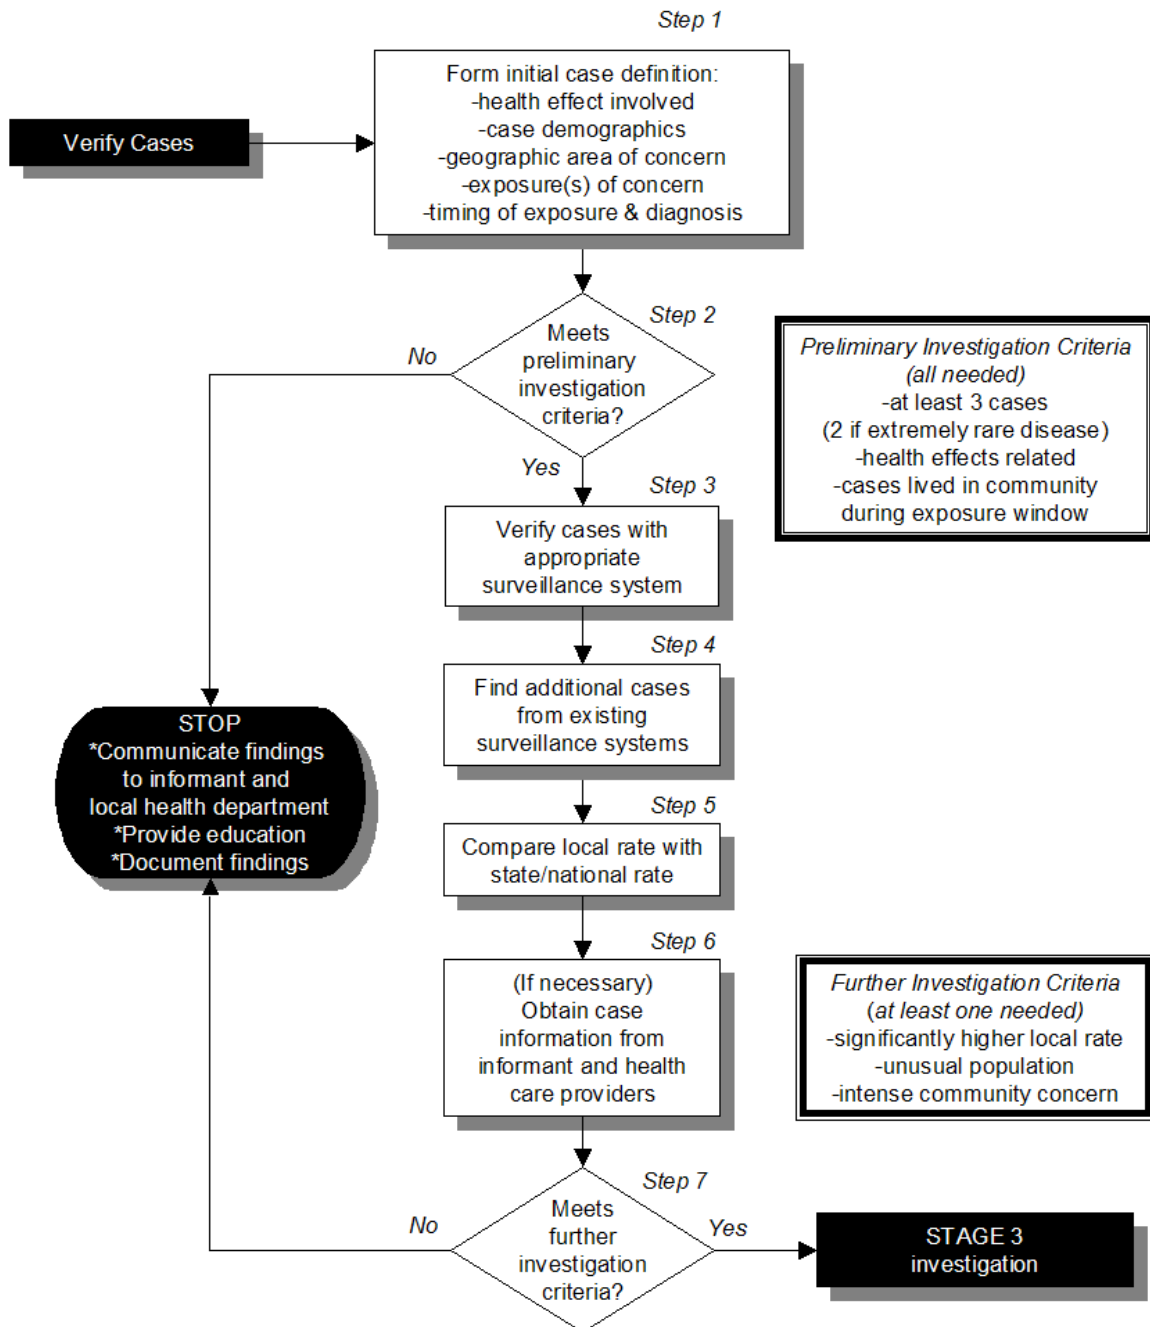 Step 1
Form initial case definition:
-health effect involved
-case demographics
-geographic area of concern
-exposure(s) of concern
-timing of exposure & diagnosis
Verify Cases
Step 2
Meets
preliminary
investigation
criteria?
No
Yes
Preliminary Investigation Criteria
(all needed)
-at least 3 cases
(2 if extremely rare disease)
-health effects related
-cases lived in community
during exposure window
Step 3
Verify cases with
appropriate
surveillance system
Step 4
Find additional cases
from existing
surveillance systems
STOP
*Communicate findings
to informant and
local health department
*Provide education
*Document findings
Step 5
Compare local rate with
state/national rate
Step 6
(If necessary)
Obtain case
information from
informant and health
care providers
Further Investigation Criteria
(at least one needed)
-significantly higher local rate
-unusual population
-intense community concern
Step 7
Meets
further
investigation
criteria?
No
Yes
STAGE 3
investigation